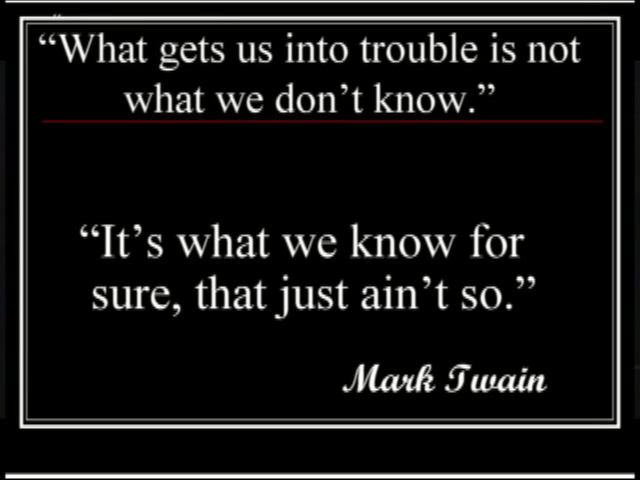 “What gets us into trouble is not
what we don’t know.”
“It’s what we know for
sure, that just ain’t so.”
Mark Twain